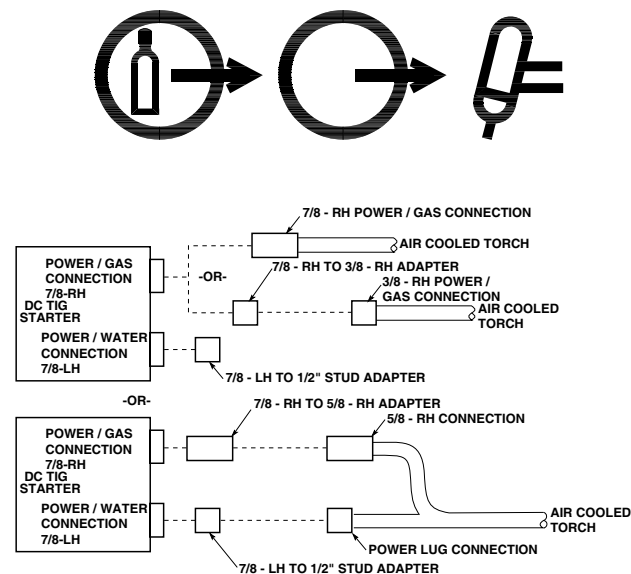 7/8 - RH POWER / GAS CONNECTION
AIR COOLED TORCH
POWER / GAS
CONNECTION
7/8-RH
DC TIG
STARTER
POWER / WATER
CONNECTION
7/8-LH
-OR-
7/8 - RH TO 3/8 - RH ADAPTER
3/8 - RH POWER /
GAS CONNECTION
AIR COOLED
TORCH
7/8 - LH TO 1/2" STUD ADAPTER
-OR-
7/8 - RH TO 5/8 - RH ADAPTER
5/8 - RH CONNECTION
POWER / GAS
CONNECTION
7/8-RH
DC TIG
STARTER
POWER / WATER
CONNECTION
7/8-LH
AIR COOLED
TORCH
POWER LUG CONNECTION
7/8 - LH TO 1/2" STUD ADAPTER